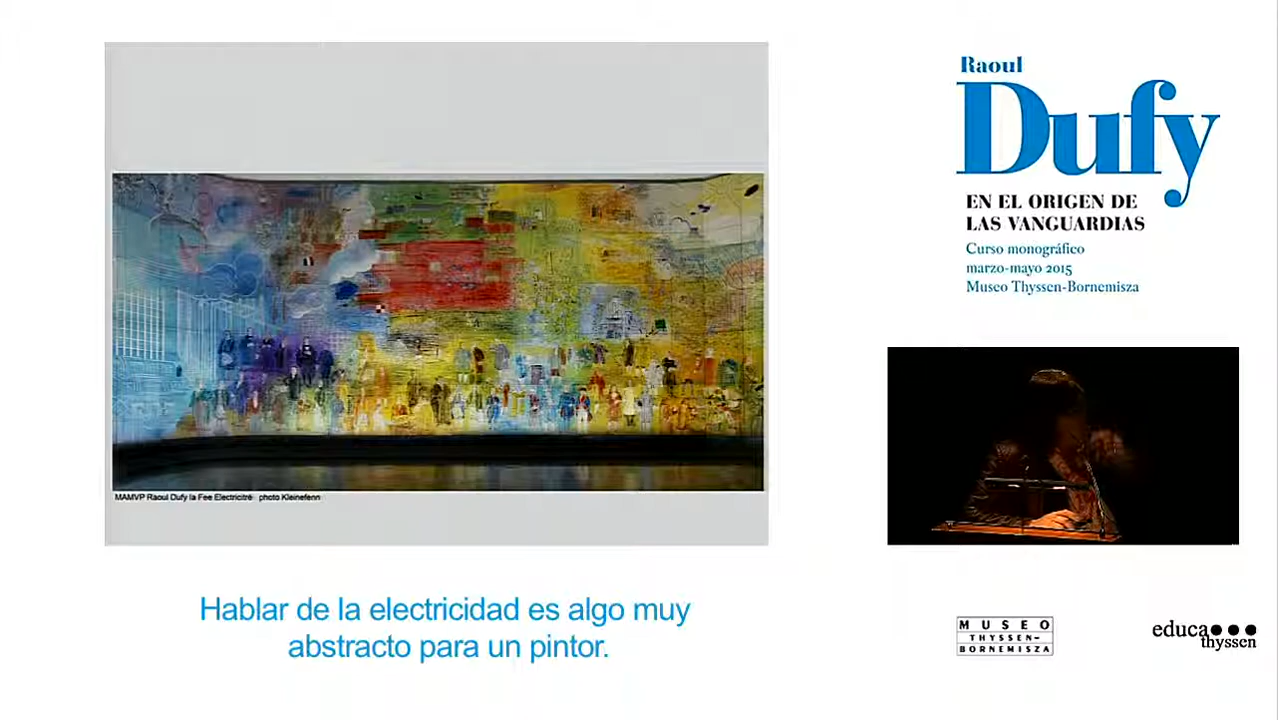 Raoul
Dufy
EN EL ORIGEN DE
LAS VANGUARDIAS
Curso monográfico
marzo-mayo 2015
Museo Thyssen-Bornemisza
MAMVP Raoul Dufy la Fee Electricitré photo Kleinefenn
Hablar de la electricidad es algo muy
abstracto para un pintor.
MUSEO
THYSSEN-
BORNEMISZA
educa
thyssen